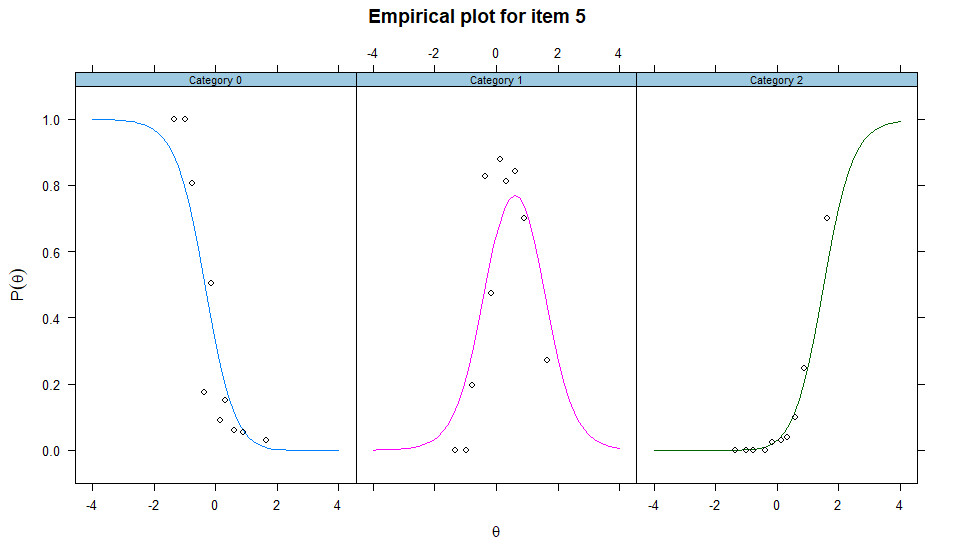 Empirical plot for item 5
-4 -2 0 2 4
Category 0 Category 1 Category 2
1.0
0.8
0.6
0.4
0.2
0.0
P(θ)
-4 -2 0 2 4 -4 -2 0 2 4
θ